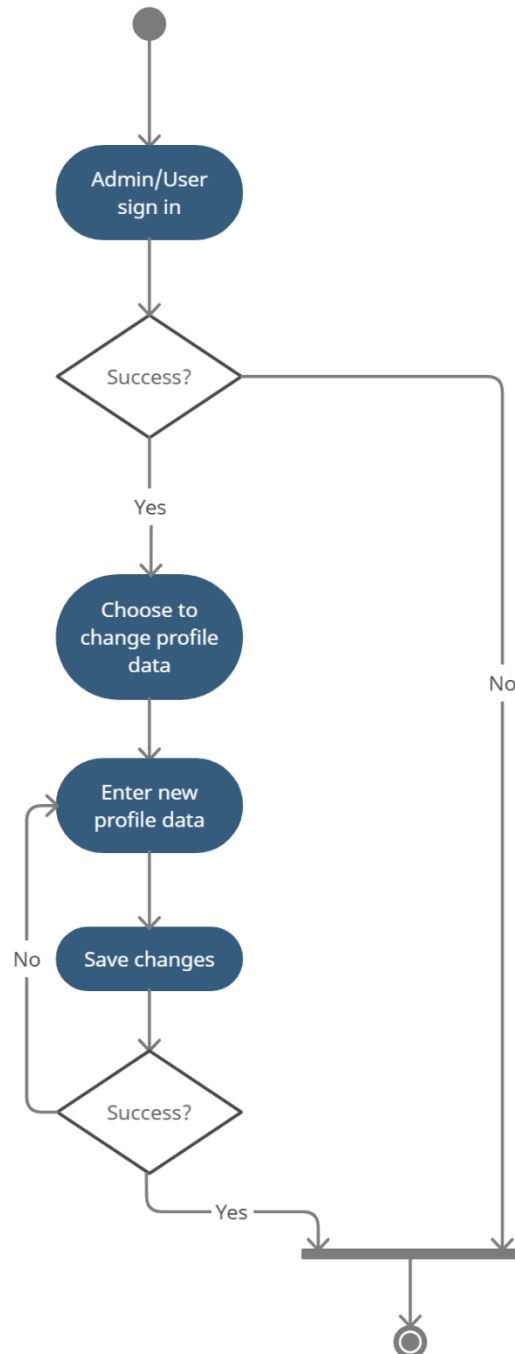 Admin/User
sign in
Success?
Yes
Choose to
change profile
data
No
Enter new
profile data
No
Save changes
Success?
Yes